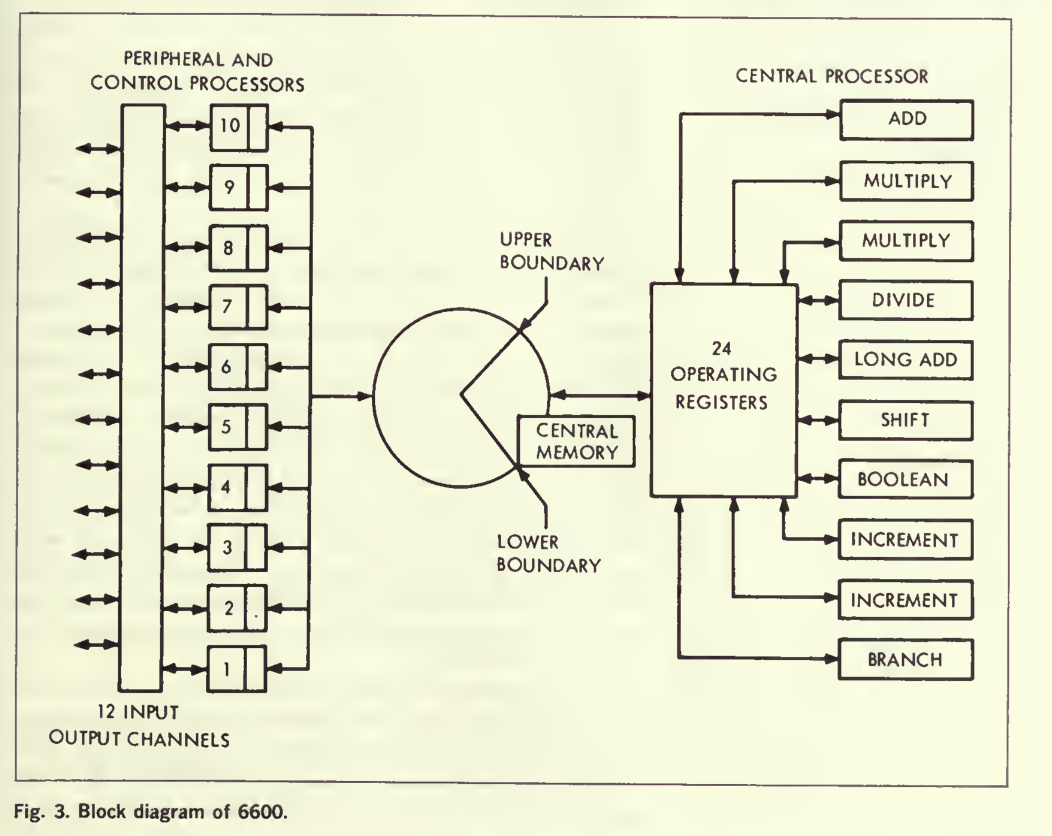 PERIPHERAL AND
CONTROL PROCESSORS
10
9
8
7
6
5
4
3
2
1
12 INPUT
OUTPUT CHANNELS
UPPER
BOUNDARY
CENTRAL
MEMORY
LOWER
BOUNDARY
CENTRAL PROCESSOR
24
OPERATING
REGISTERS
ADD
MULTIPLY
MULTIPLY
DIVIDE
LONG ADD
SHIFT
BOOLEAN
INCREMENT
INCREMENT
BRANCH
Fig. 3. Block diagram of 6600.